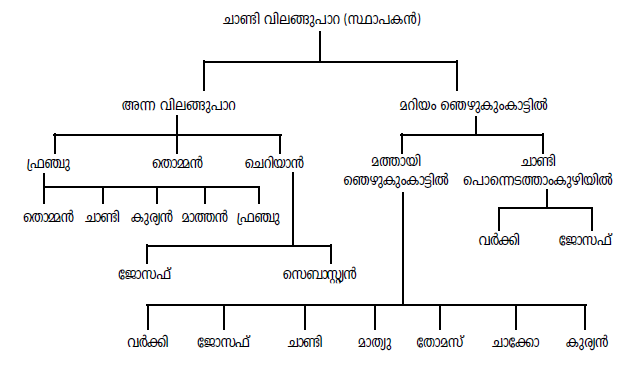 ചാണ്ടി വിലങ്ങുപാറ (സ്ഥാപകൻ)
അന്ന വിലങ്ങുപാറ
മറിയം ഞെഴുകുംകാട്ടിൽ
ഫ്രഞ്ചു
തൊമ്മൻ
ചെറിയാൻ
മത്തായി
ഞെഴുകുംകാട്ടിൽ
ചാണ്ടി
പൊന്നെടത്താംകുഴിയിൽ
തൊമ്മൻ
ചാണ്ടി
കുര്യൻ
മാത്തൻ
ഫ്രഞ്ചു
വർക്കി
ജോസഫ്
ജോസഫ്
സെബാസ്റ്റ്യൻ
വർക്കി
ജോസഫ്
ചാണ്ടി
മാത്യു
തോമസ്
ചാക്കോ
കുര്യൻ